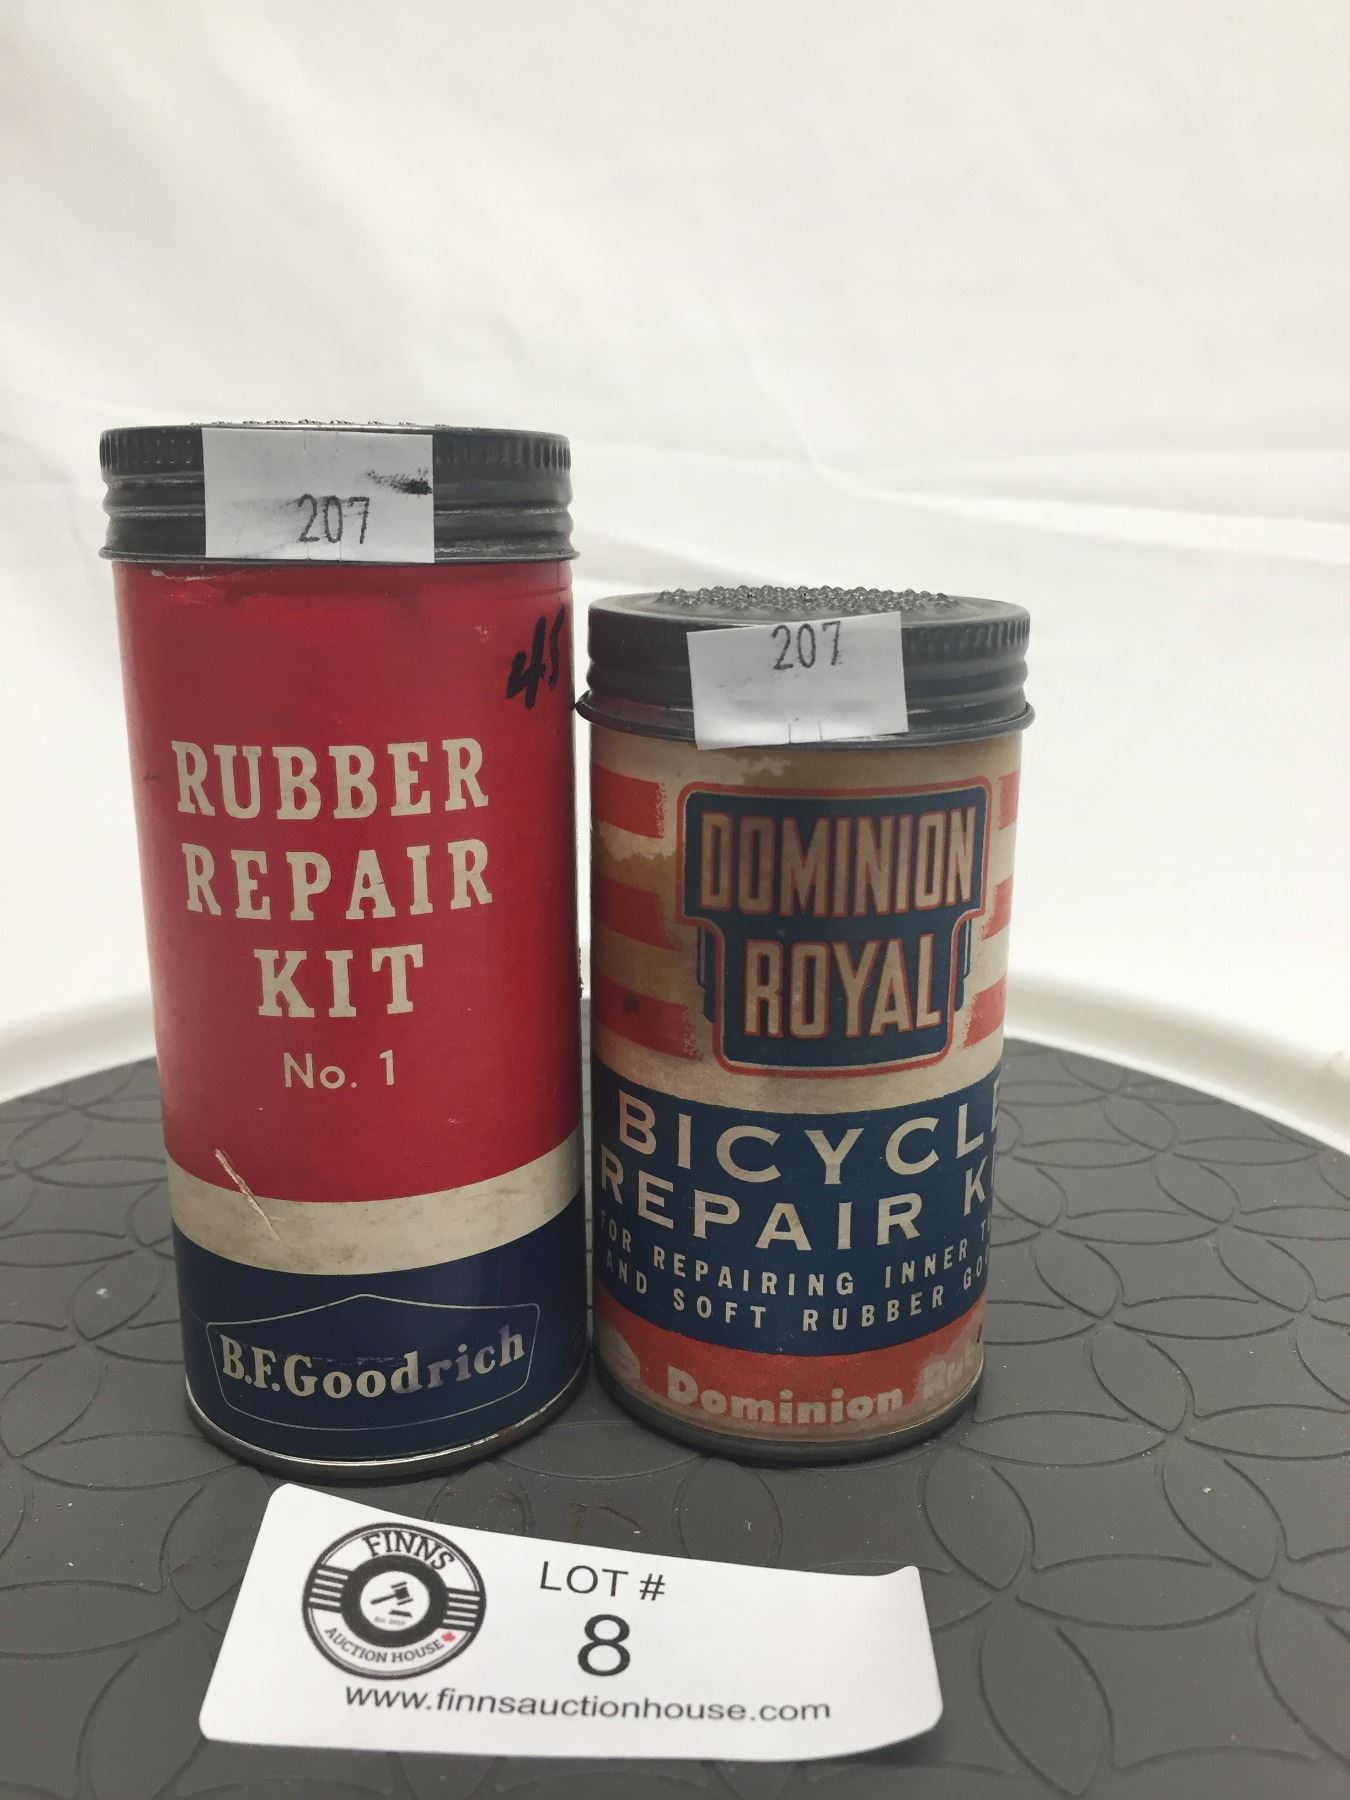 207
45
RUBBER
REPAIR
KIT
No. 1
B.F.Goodrich
207
DOMINION
ROYAL
BICYCLE
REPAIR K
FOR REPAIRING INNER
AND SOFT RUBBER
Dominion
FINNS
AUCTION HOUSE
LOT #
8
www.finnsauctionhouse.com